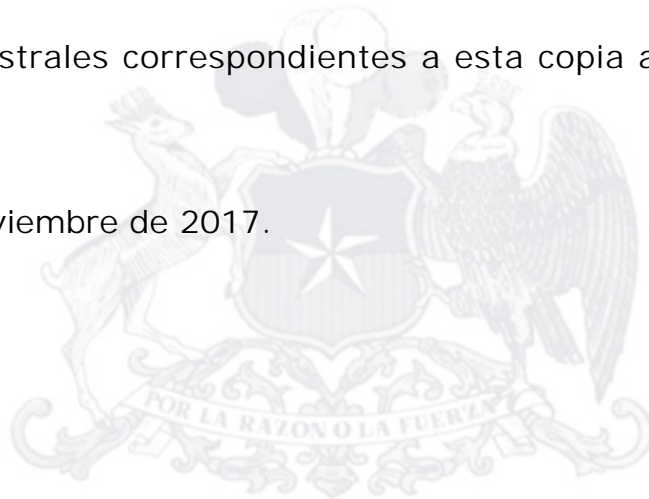 strales correspondientes a esta copia a
viembre de 2017.
POR LA RAZON O LA FUERZA